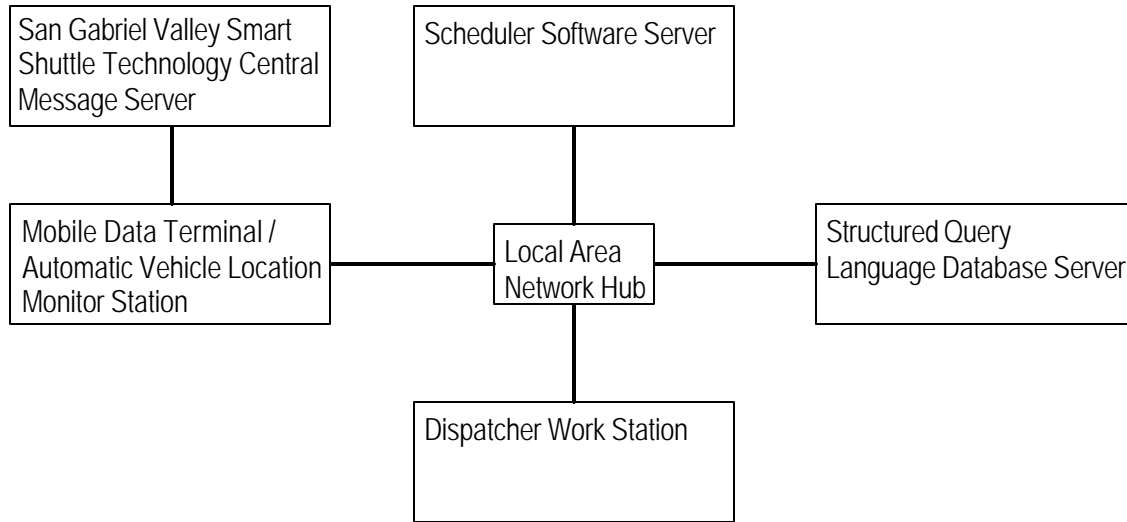 San Gabriel Valley Smart
Shuttle Technology Central
Message Server
Scheduler Software Server
Mobile Data Terminal /
Automatic Vehicle Location
Monitor Station
Local Area
Network Hub
Structured Query
Language Database Server
Dispatcher Work Station